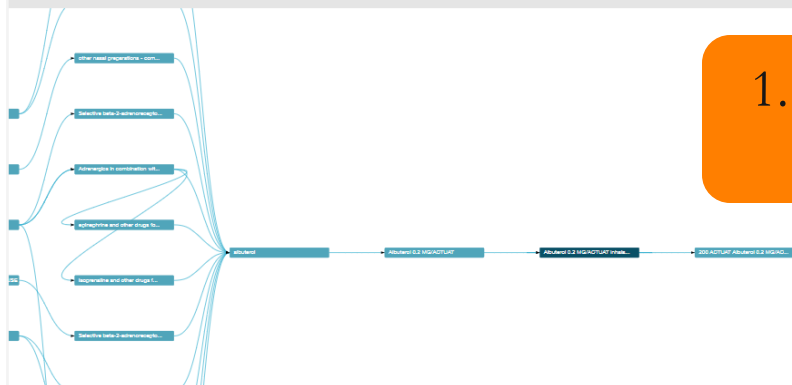 other nasal preparations - com...
Selective beta-2-adrenorecepto...
Adrenergics in combination wit...
epinephrine and other drugs fo...
albuterol
Albuterol 0.2 MG/ACTUAT
Albuterol 0.2 MG/ACTUAT Inhala...
200 ACTUAT Albuterol 0.2 MG/AC...
isoprenaline and other drugs f...
Selective beta-2-adrenorecepto...
1.